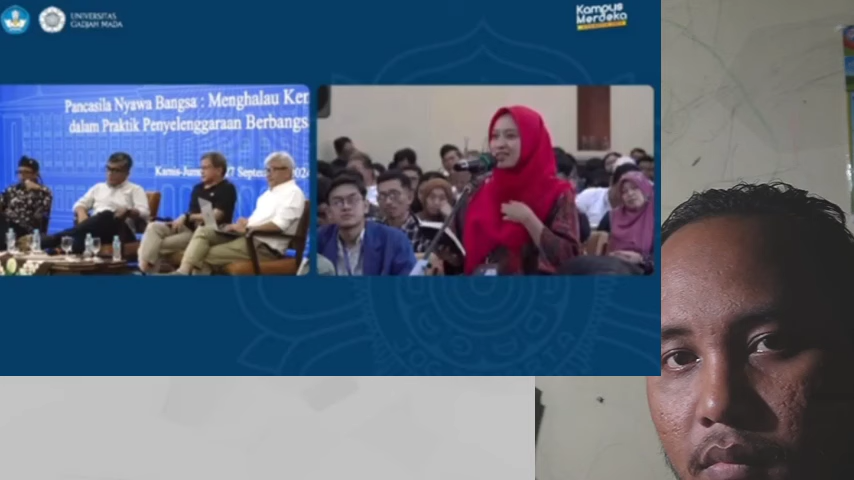 UNIVERSITAS
GADJAH MADA
Kampus
Merdeka
Pancasila Nyawa Bangsa : Menghalau Ker
dalam Praktik Penyelenggaraan Berbangs